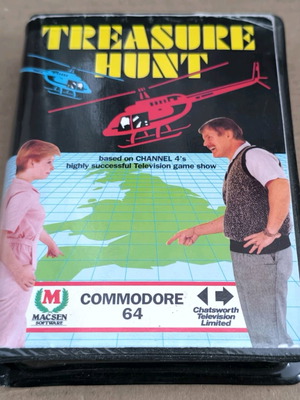 TREASURE
HUNT
based on CHANNEL 4's
highly successful Television game show
M
MACSEN
SOFTWARE
COMMODORE
64
Chatsworth
Television
Limited